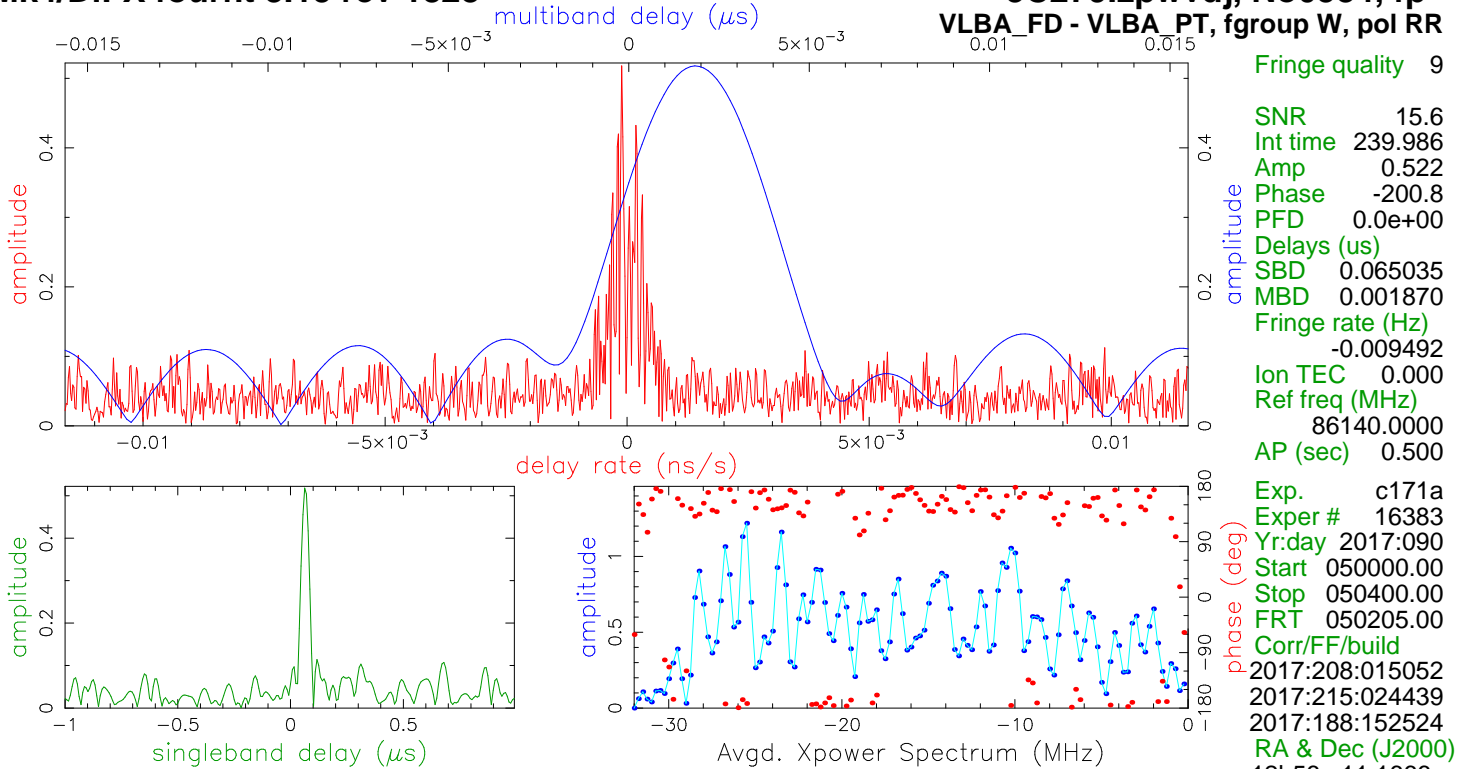 multiband delay (μs)
VLBA_FD - VLBA_PT, fgroup W, pol RR
−0.015 −0.01 −5×10⁻³ 0 5×10⁻³ 0.01 0.015
amplitude
0 0.2 0.4
amplitude
0 0.2 0.4
−0.01 −5×10⁻³ 0 5×10⁻³ 0.01
delay rate (ns/s)
amplitude
0 0.2 0.4
−1 −0.5 0 0.5
singleband delay (μs)
amplitude
0 0.5 1
−30 −20 −10 0
Avgd. Xpower Spectrum (MHz)
phase (deg)
−180 −90 0 90 180
Fringe quality 9
SNR 15.6
Int time 239.986
Amp 0.522
Phase -200.8
PFD 0.0e+00
Delays (us)
SBD 0.065035
MBD 0.001870
Fringe rate (Hz)
-0.009492
Ion TEC 0.000
Ref freq (MHz)
86140.0000
AP (sec) 0.500
Exp. c171a
Exper # 16383
Yr:day 2017:090
Start 050000.00
Stop 050400.00
FRT 050205.00
Corr/FF/build
2017:208:015052
2017:215:024439
2017:188:152524
RA & Dec (J2000)